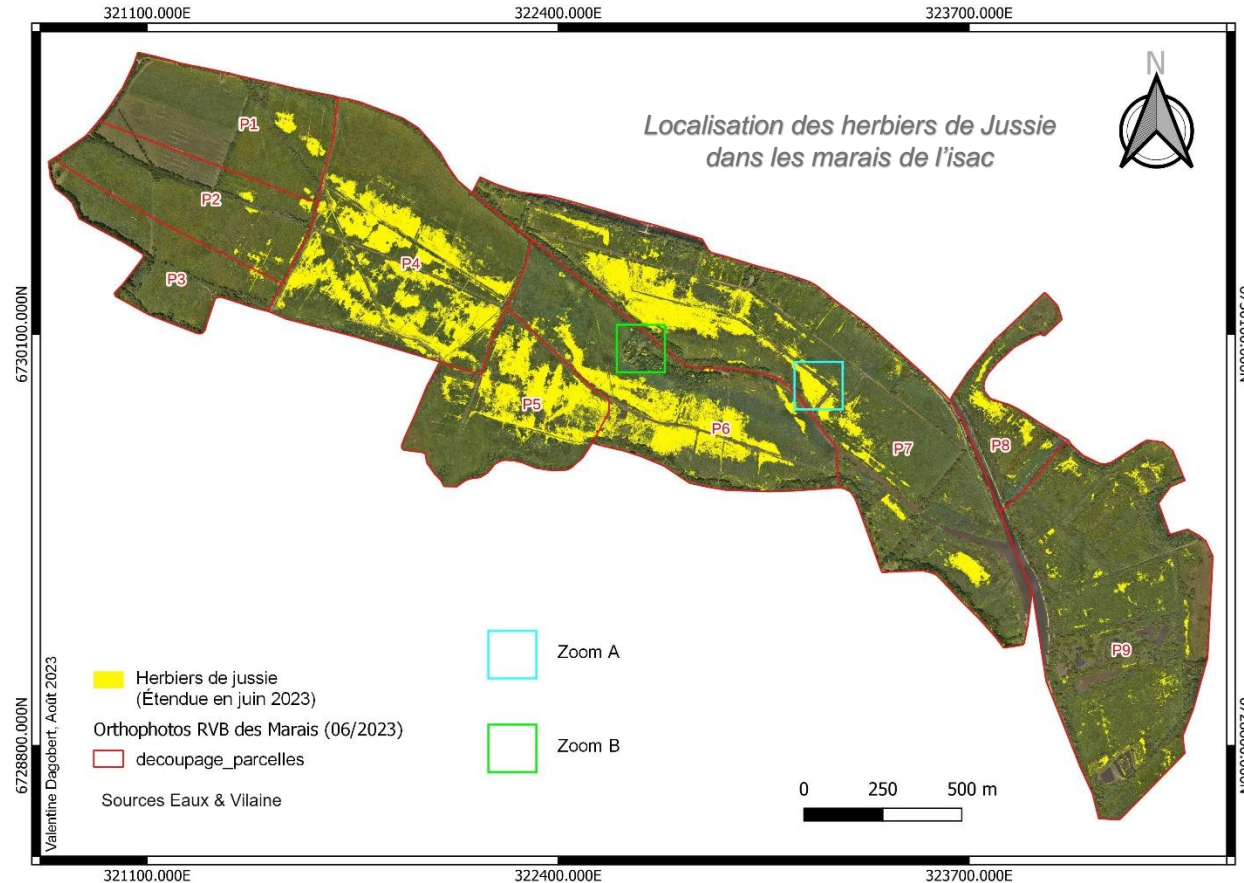 321100.000E
322400.000E
323700.000E
N
Localisation des herbiers de Jussie
dans les marais de l'isac
P1
P2
P3
P4
P5
P6
P7
P8
P9
6730100.000N
6728800.000N
Zoom A
Zoom B
Herbiers de jussie
(Étendue en juin 2023)
Orthophotos RVB des Marais (06/2023)
decoupage_parcelles
Sources Eaux & Vilaine
Valentine Dagobert, Août 2023
0 250 500 m
321100.000E
322400.000E
323700.000E